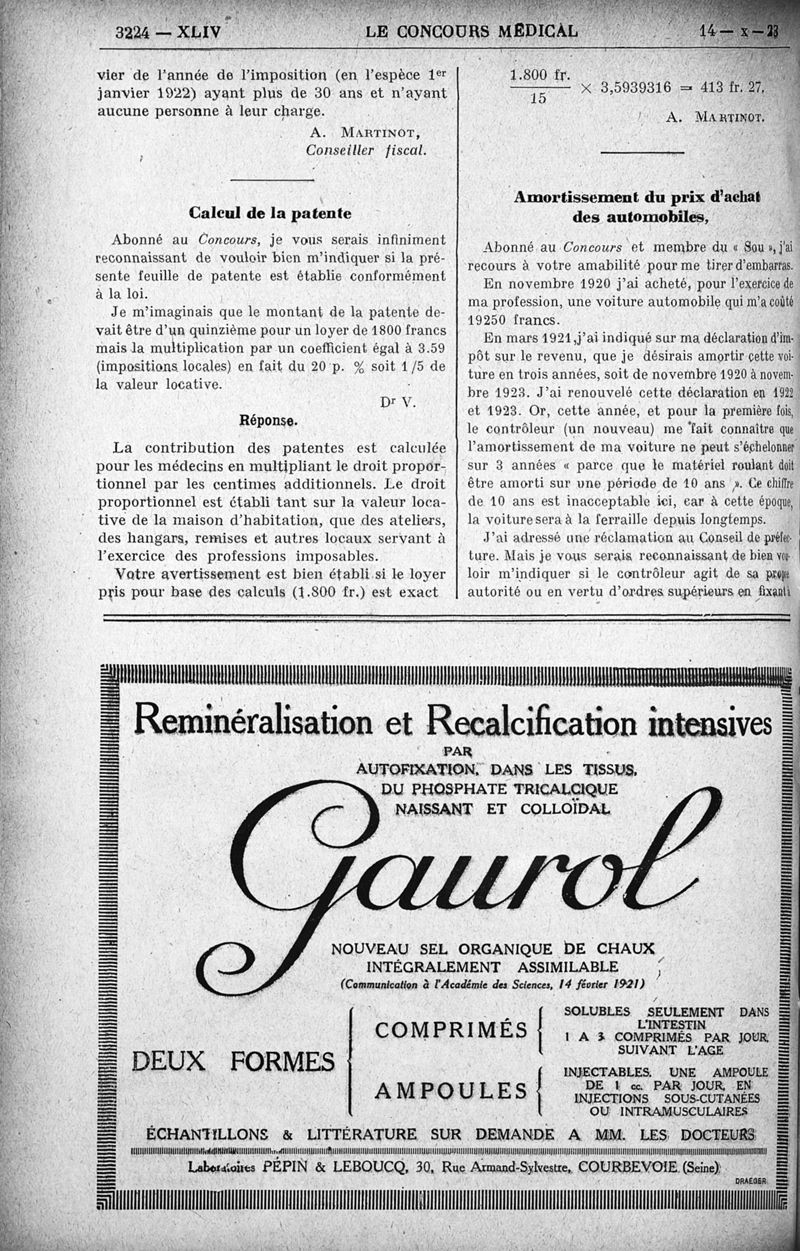 3224 — XLIV LE CONCOURS MÉDICAL 14 — x — 23
vier de l'année de l'imposition (en l'espèce 1er
janvier 1922) ayant plus de 30 ans et n'ayant
aucune personne à leur charge.
A. MARTINOT,
Conseiller fiscal.
Calcul de la patente
Abonné au Concours, je vous serais infiniment
reconnaissant de vouloir bien m'indiquer si la pré-
sente feuille de patente est établie conformément
à la loi.
Je m'imaginais que le montant de la patente de-
vait être d'un quinzième pour un loyer de 1800 francs
mais la multiplication par un coefficient égal à 3.59
(impositions locales) en fait du 20 p. % soit 1/5 de
la valeur locative.
Dr V.
Réponse.
La contribution des patentes est calculée
pour les médecins en multipliant le droit propor-
tionnel par les centimes additionnels. Le droit
proportionnel est établi tant sur la valeur loca-
tive de la maison d'habitation, que des ateliers,
des hangars, remises et autres locaux servant à
l'exercice des professions imposables.
Votre avertissement est bien établi si le loyer
pris pour base des calculs (1.800 fr.) est exact
1.800 fr.
15
× 3,5939316 = 413 fr. 27.
A. MARTINOT.
Amortissement du prix d'achat
des automobiles,
Abonné au Concours et membre du « Sou », j'ai
recours à votre amabilité pour me tirer d'embarras.
En novembre 1920 j'ai acheté, pour l'exercice de
ma profession, une voiture automobile qui m'a coûté
19250 francs.
En mars 1921, j'ai indiqué sur ma déclaration d'im-
pôt sur le revenu, que je désirais amortir cette voi-
ture en trois années, soit de novembre 1920 à novem-
bre 1923. J'ai renouvelé cette déclaration en 1922
et 1923. Or, cette année, et pour la première fois,
le contrôleur (un nouveau) me fait connaître que
l'amortissement de ma voiture ne peut s'échelonner
sur 3 années « parce que le matériel roulant doit
être amorti sur une période de 10 ans ». Ce chiffre
de 10 ans est inacceptable ici, car à cette époque,
la voiture sera à la ferraille depuis longtemps.
J'ai adressé une réclamation au Conseil de préfec-
ture. Mais je vous serais reconnaissant de bien vou-
loir m'indiquer si le contrôleur agit de sa propre
autorité ou en vertu d'ordres supérieurs en fixant
Reminéralisation et Recalcification intensives
PAR
AUTOFIXATION, DANS LES TISSUS,
DU PHOSPHATE TRICALCIQUE
NAISSANT ET COLLOÏDAL
Gaurol
NOUVEAU SEL ORGANIQUE DE CHAUX
INTÉGRALEMENT ASSIMILABLE
(Communication à l'Académie des Sciences, 14 février 1921)
DEUX FORMES
COMPRIMÉS
SOLUBLES SEULEMENT DANS
L'INTESTIN
1 A 3 COMPRIMÉS PAR JOUR,
SUIVANT L'AGE
AMPOULES
INJECTABLES. UNE AMPOULE
DE 1 cc. PAR JOUR, EN
INJECTIONS SOUS-CUTANÉES
OU INTRAMUSCULAIRES
ÉCHANTILLONS & LITTÉRATURE SUR DEMANDE A MM. LES DOCTEURS
Laboratoires PÉPIN & LEBOUCQ, 30, Rue Armand-Sylvestre, COURBEVOIE (Seine)
DRAEGER